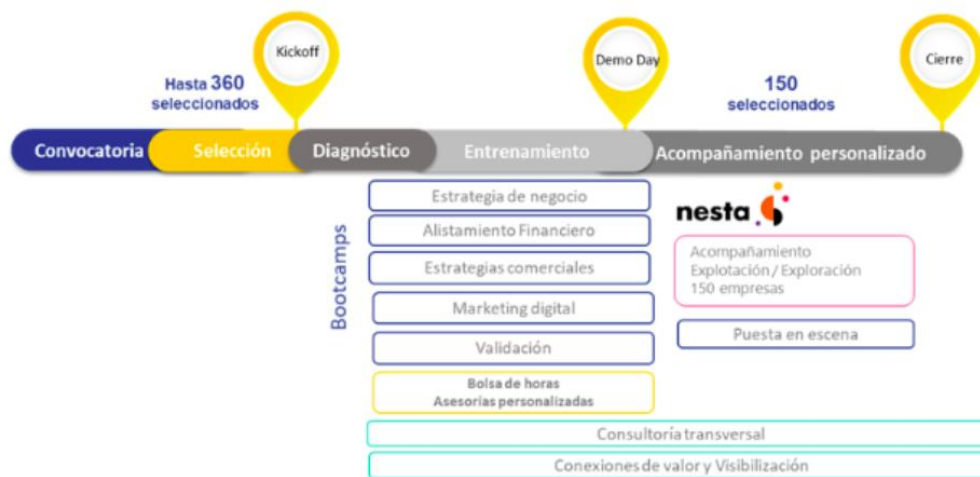 Kickoff
Demo Day
Cierre
Hasta 360
seleccionados
150
seleccionados
Convocatoria
Selección
Diagnóstico
Entrenamiento
Acompañamiento personalizado
Bootcamps
Estrategia de negocio
Alistamiento Financiero
Estrategias comerciales
Marketing digital
Validación
Bolsa de horas
Asesorías personalizadas
nesta
Acompañamiento
Explotación / Exploración
150 empresas
Puesta en escena
Consultoría transversal
Conexiones de valor y Visibilización